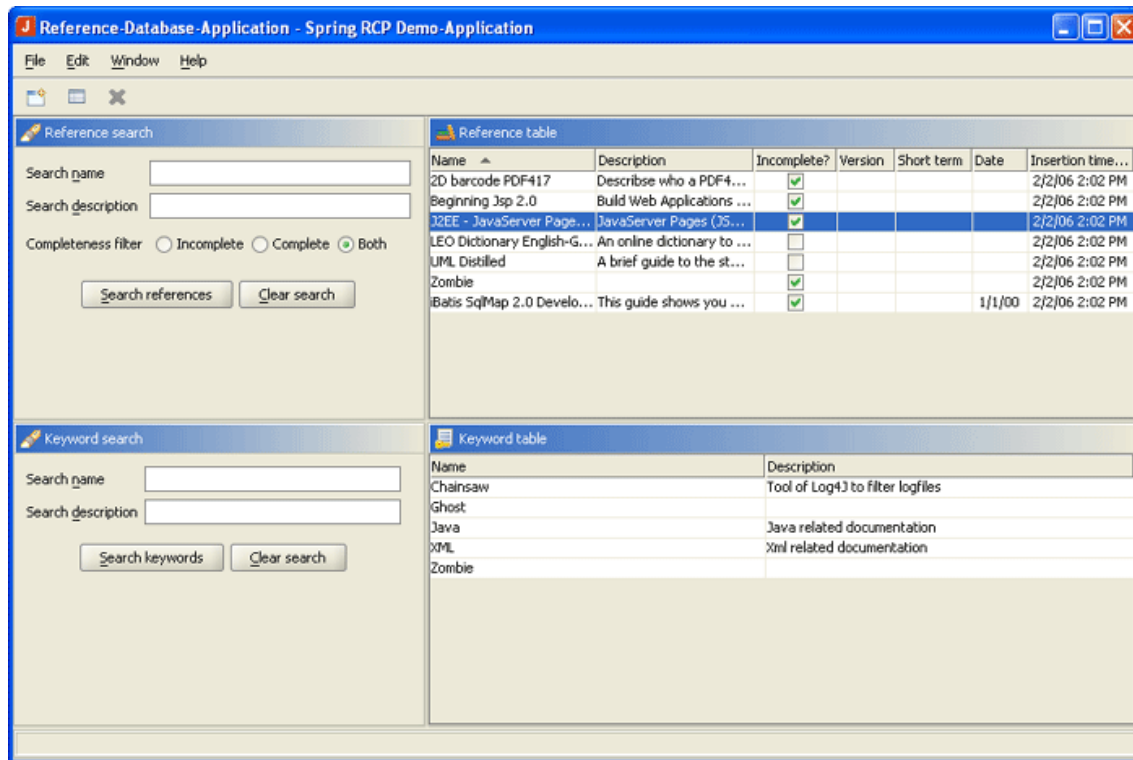 Reference-Database-Application - Spring RCP Demo-Application
File Edit Window Help
Reference search
Search name
Search description
Completeness filter Incomplete Complete Both
Search references Clear search
Reference table
Name Description Incomplete? Version Short term Date Insertion time...
2D barcode PDF417 Describse who a PDF4... 2/2/06 2:02 PM
Beginning Jsp 2.0 Build Web Applications ... 2/2/06 2:02 PM
J2EE - JavaServer Page... JavaServer Pages (JS... 2/2/06 2:02 PM
LEO Dictionary English-G... An online dictionary to ... 2/2/06 2:02 PM
UML Distilled A brief guide to the st... 2/2/06 2:02 PM
Zombie 2/2/06 2:02 PM
iBatis SqlMap 2.0 Develo... This guide shows you ... 1/1/00 2/2/06 2:02 PM
Keyword search
Search name
Search description
Search keywords Clear search
Keyword table
Name Description
Chainsaw Tool of Log4J to filter logfiles
Ghost
Java Java related documentation
XML Xml related documentation
Zombie